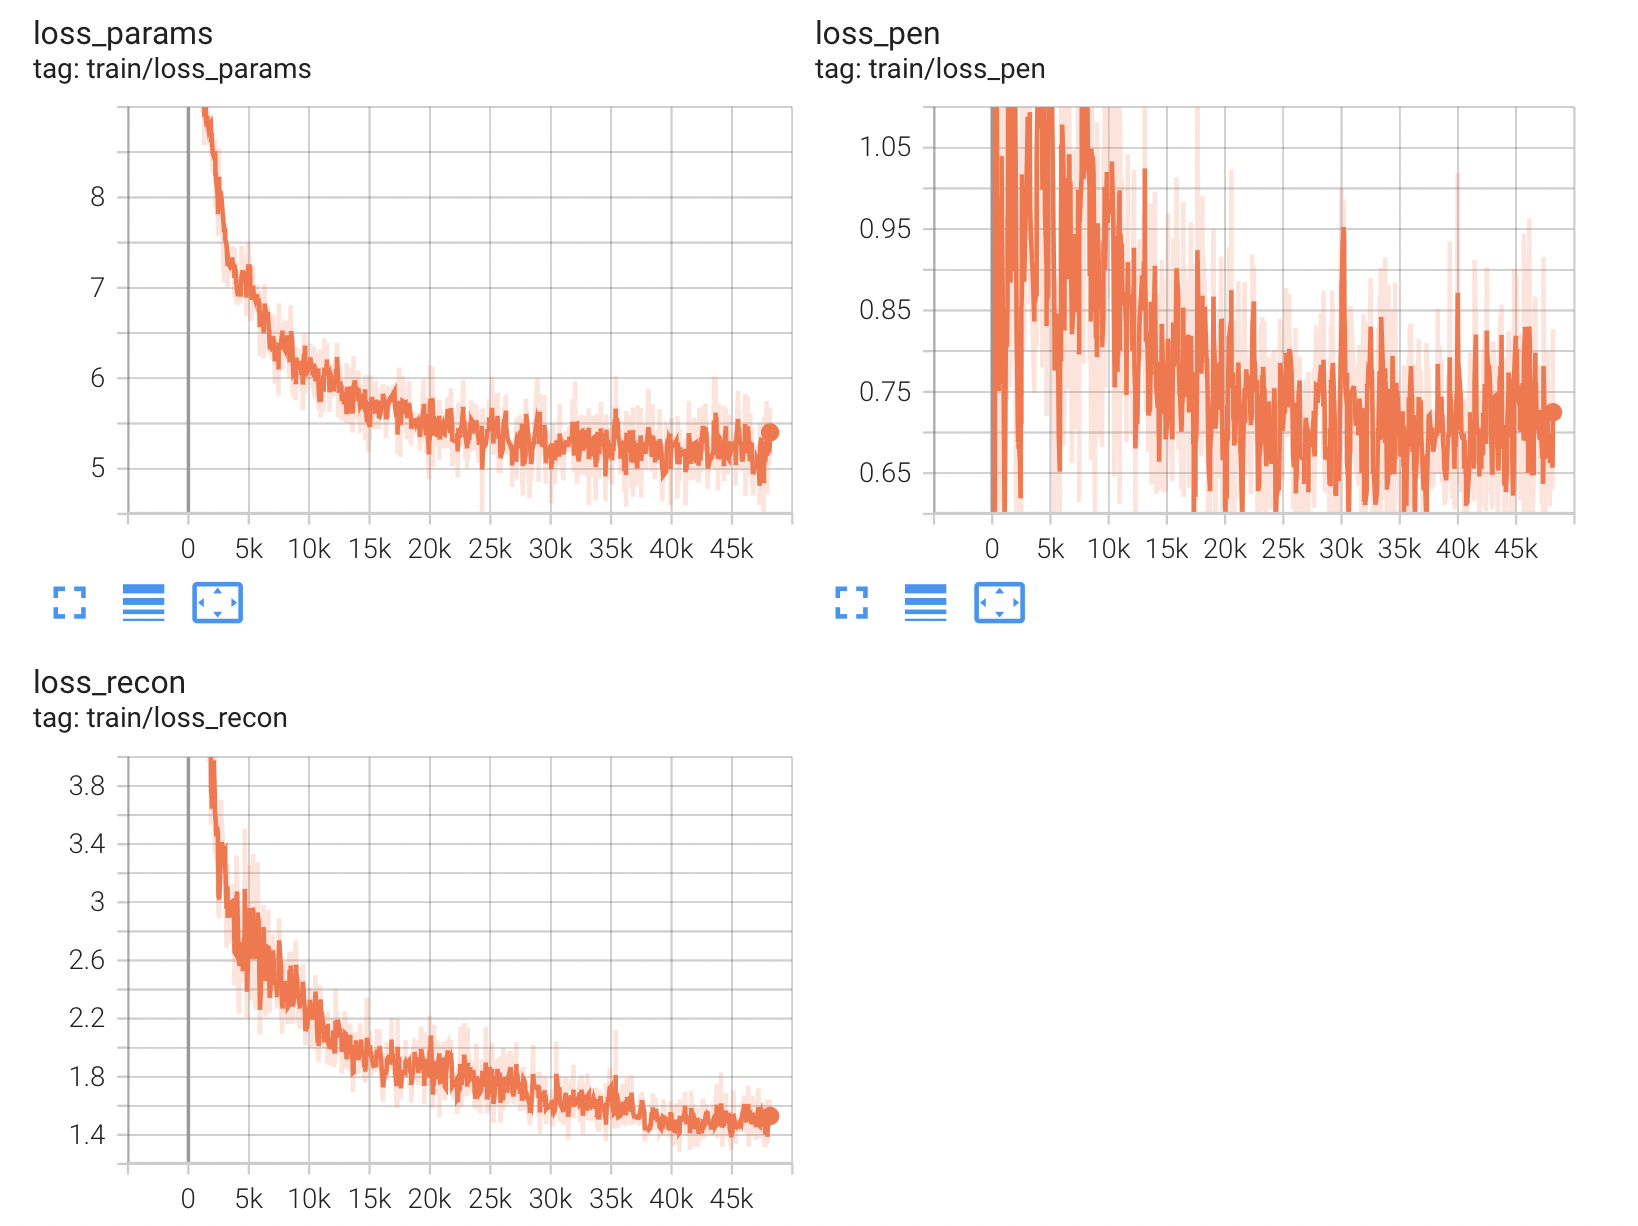 loss_params
tag: train/loss_params
8
7
6
5
0 5k 10k 15k 20k 25k 30k 35k 40k 45k
loss_pen
tag: train/loss_pen
1.05
0.95
0.85
0.75
0.65
0 5k 10k 15k 20k 25k 30k 35k 40k 45k
loss_recon
tag: train/loss_recon
3.8
3.4
3
2.6
2.2
1.8
1.4
0 5k 10k 15k 20k 25k 30k 35k 40k 45k